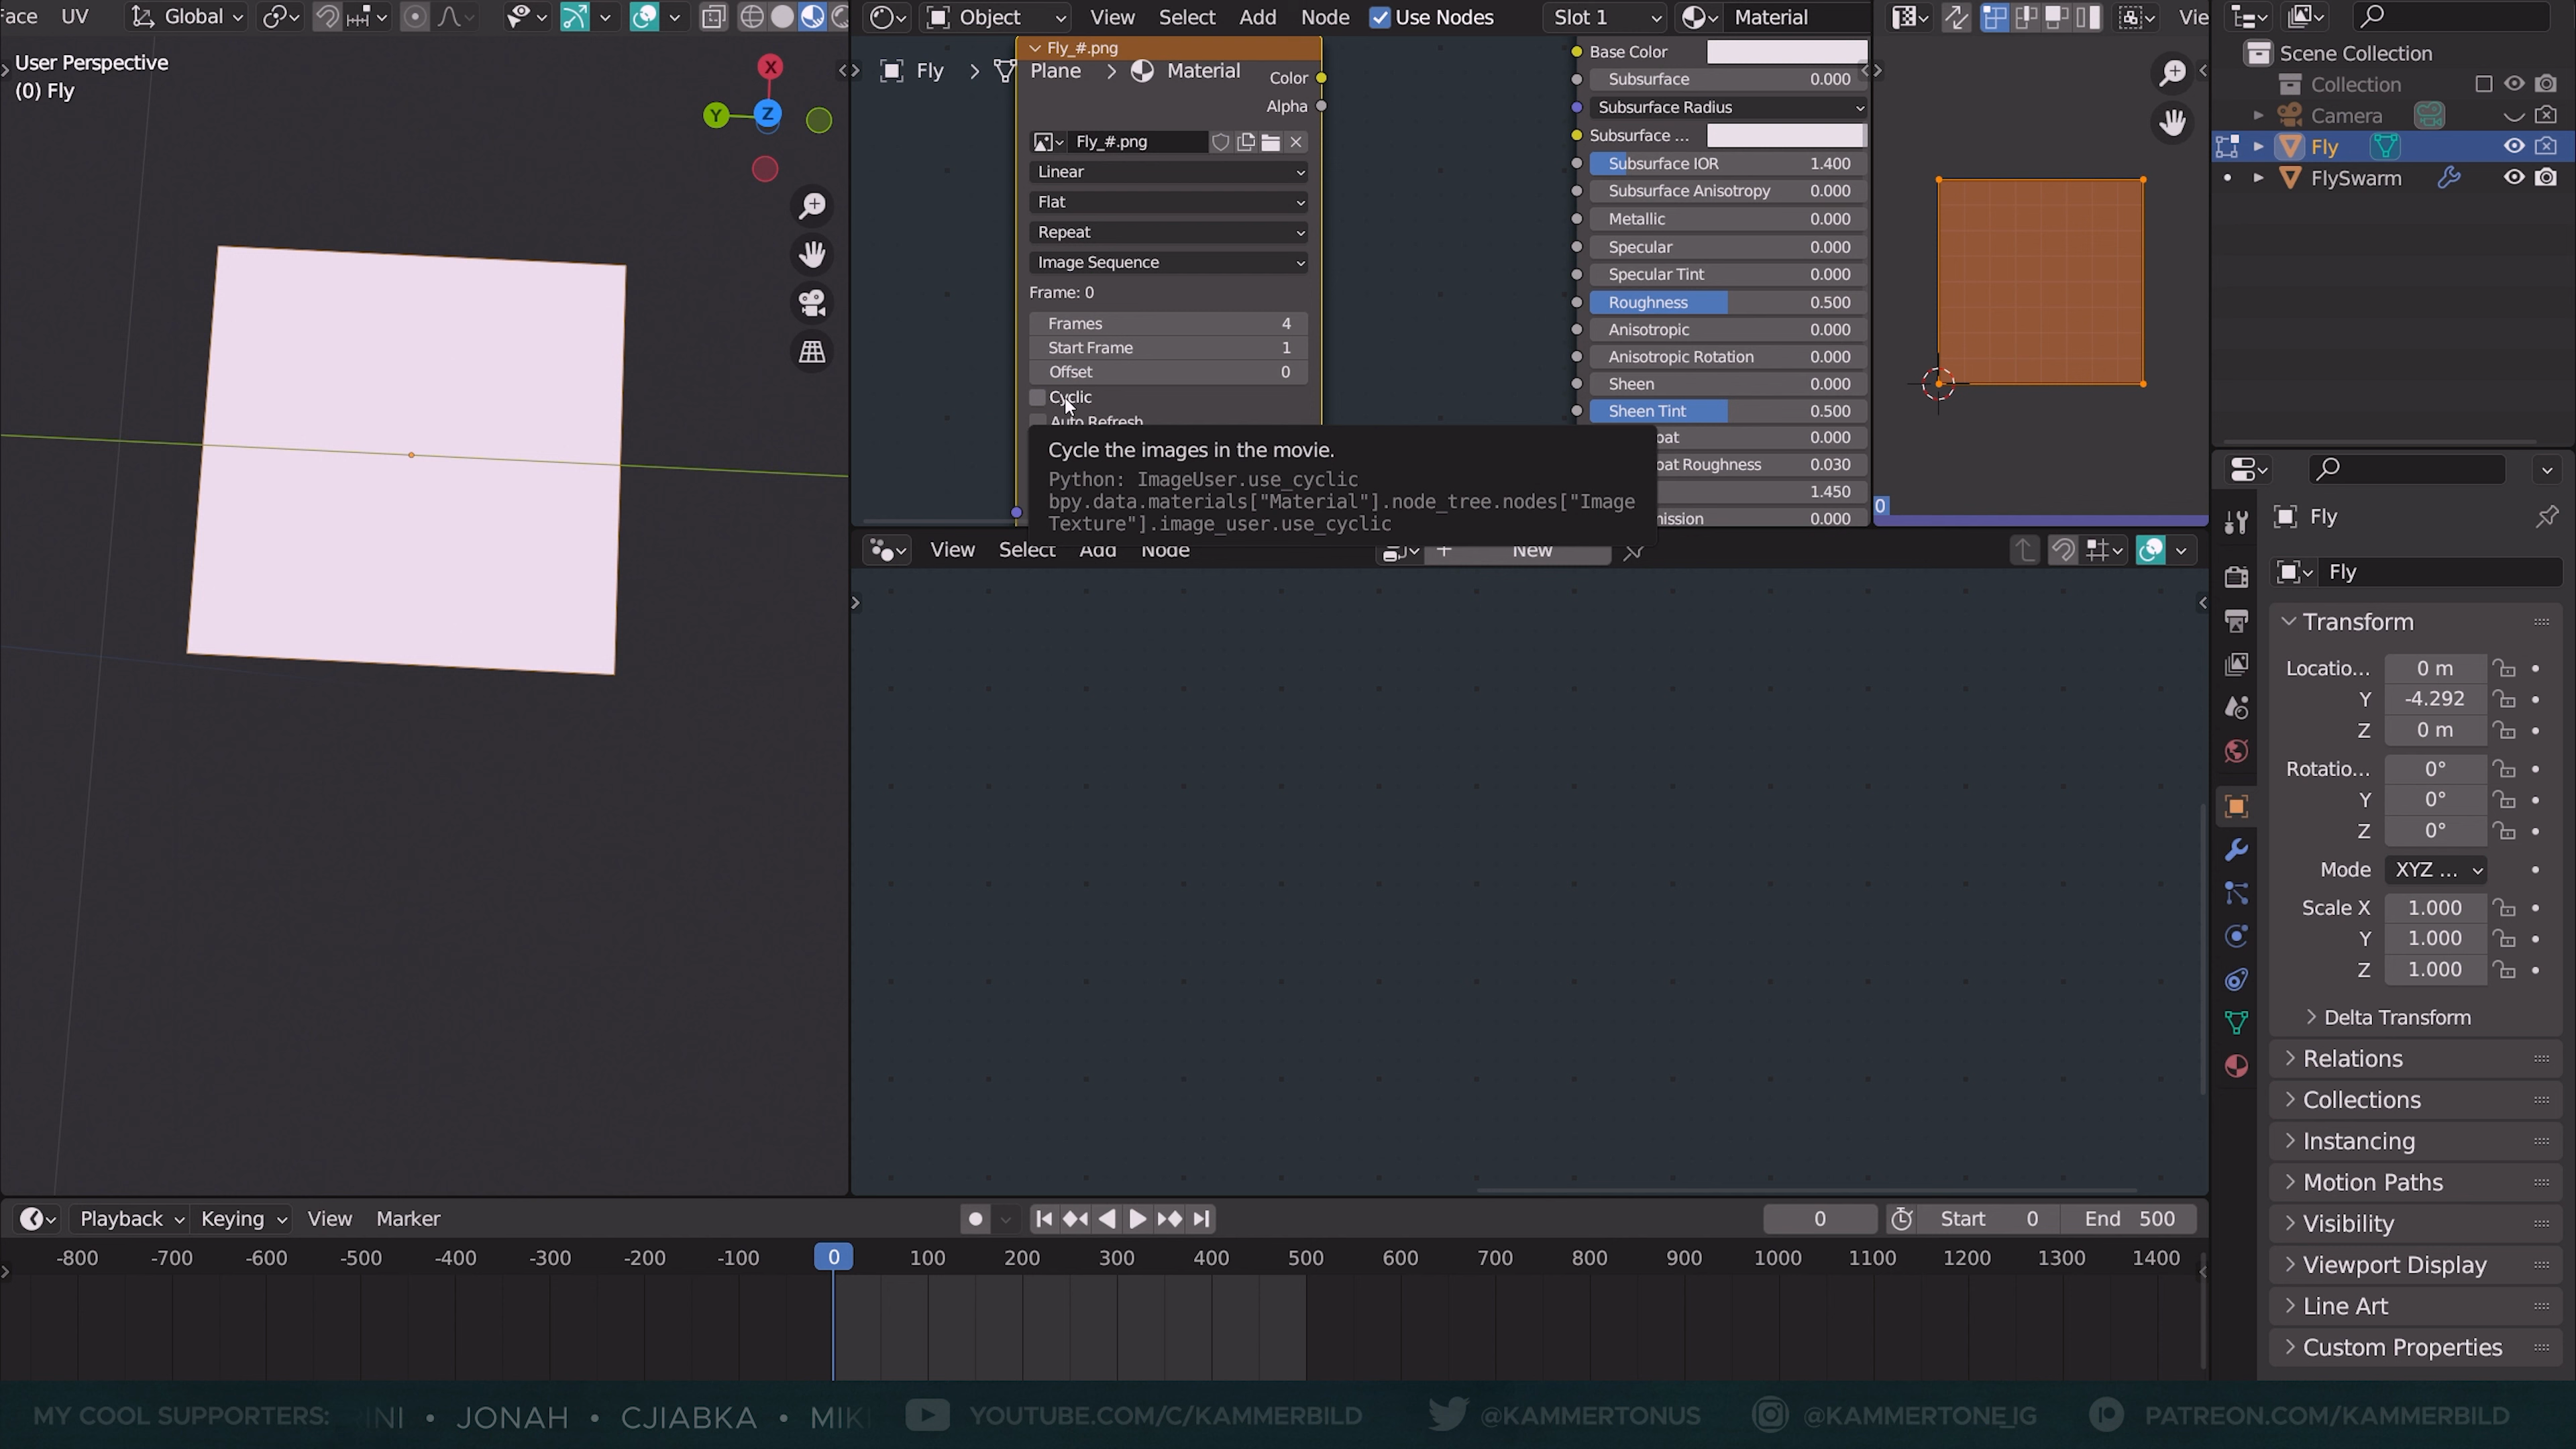 ace UV Global
Object View Select Add Node Use Nodes Slot 1 Material
Vie
User Perspective
(0) Fly
X
Y
Z
Fly_#.png
Fly > Plane > Material
Color
Alpha
Fly_#.png
Linear
Flat
Repeat
Image Sequence
Frame: 0
Frames 4
Start Frame 1
Offset 0
Cyclic
Auto Refresh
Cycle the images in the movie.
Python: ImageUser.use_cyclic
bpy.data.materials["Material"].node_tree.nodes["Image
Texture"].image_user.use_cyclic
Base Color
Subsurface 0.000
Subsurface Radius
Subsurface ...
Subsurface IOR 1.400
Subsurface Anisotropy 0.000
Metallic 0.000
Specular 0.000
Specular Tint 0.000
Roughness 0.500
Anisotropic 0.000
Anisotropic Rotation 0.000
Sheen 0.000
Sheen Tint 0.500
oat 0.000
oat Roughness 0.030
1.450
mission 0.000
0
Scene Collection
Collection
Camera
Fly
FlySwarm
View Select Add Node New
Fly
Fly
Transform
Locatio... 0 m
Y -4.292
Z 0 m
Rotatio... 0°
Y 0°
Z 0°
Mode XYZ ...
Scale X 1.000
Y 1.000
Z 1.000
Delta Transform
Relations
Collections
Instancing
Motion Paths
Visibility
Viewport Display
Line Art
Custom Properties
Playback Keying View Marker
0 Start 0 End 500
-800 -700 -600 -500 -400 -300 -200 -100 0 100 200 300 400 500 600 700 800 900 1000 1100 1200 1300 1400
MY COOL SUPPORTERS: INI • JONAH • CJIABKA • MIK YOUTUBE.COM/C/KAMMERBILD @KAMMERTONUS @KAMMERTONE_IG PATREON.COM/KAMMERBILD